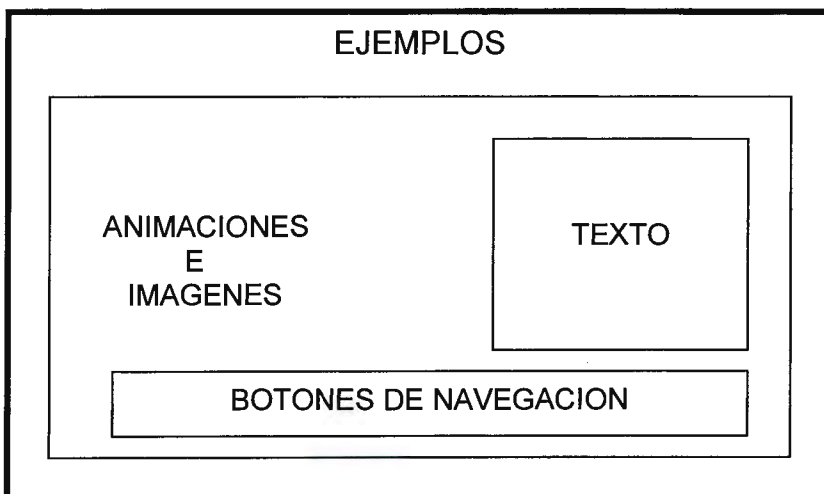 EJEMPLOS
ANIMACIONES
E
IMAGENES
TEXTO
BOTONES DE NAVEGACION